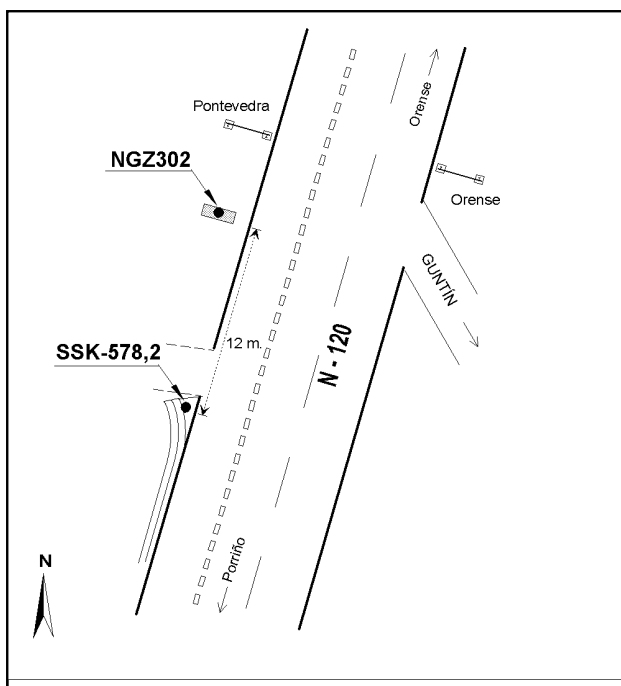 Pontevedra
Orense
NGZ302
Orense
GUNTÍN
SSK-578,2
12 m.
N - 120
Porriño
N